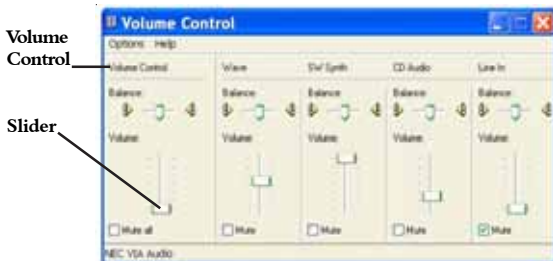 Volume Control
Options Help
Volume
Control
Volume Control Wave SW Synth CD Audio Line In
Balance: Balance: Balance: Balance: Balance:
Slider
Volume: Volume: Volume: Volume: Volume:
Mute all Mute Mute Mute Mute
NEC VIA Audio